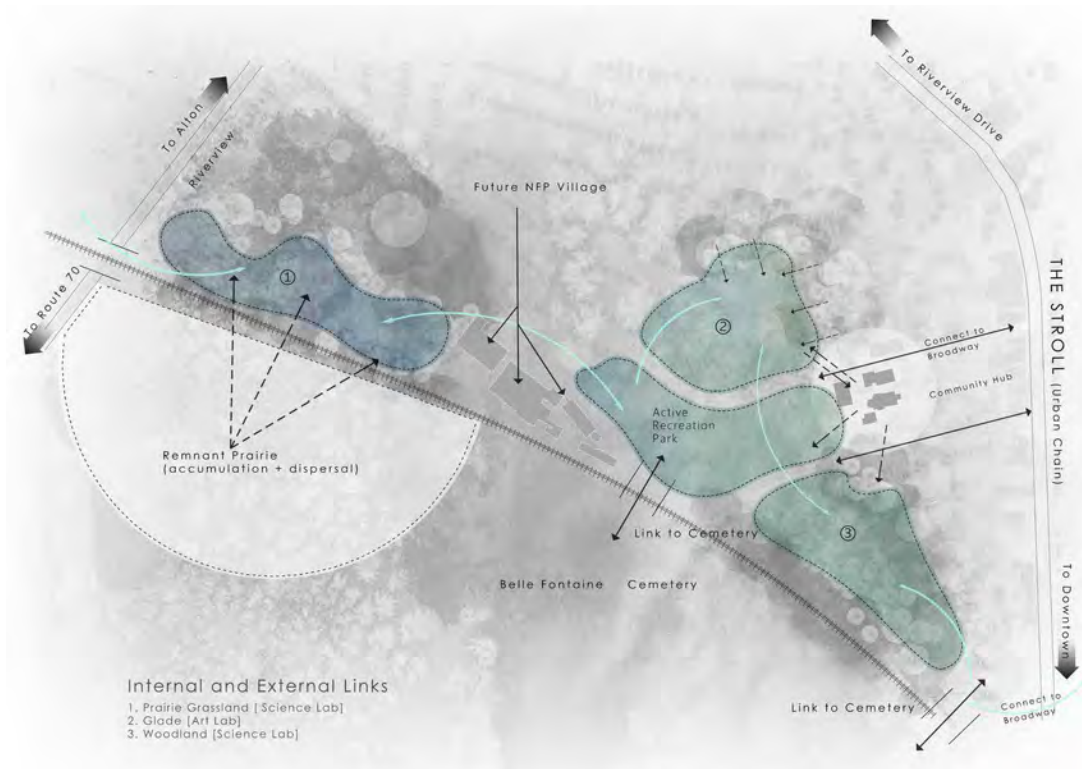 To Riverview Drive
To Alton
Riverview
Future NFP Village
①
To Route 70
②
THE STROLL (Urban Chain)
Connect to
Broadway
Community Hub
Active
Recreation
Park
Remnant Prairie
(accumulation + dispersal)
③
Link to Cemetery
Belle Fontaine Cemetery
To Downtown
Internal and External Links
1. Prairie Grassland [ Science Lab]
2. Glade [Art Lab]
3. Woodland [Science Lab]
Link to Cemetery
Connect to
Broadway